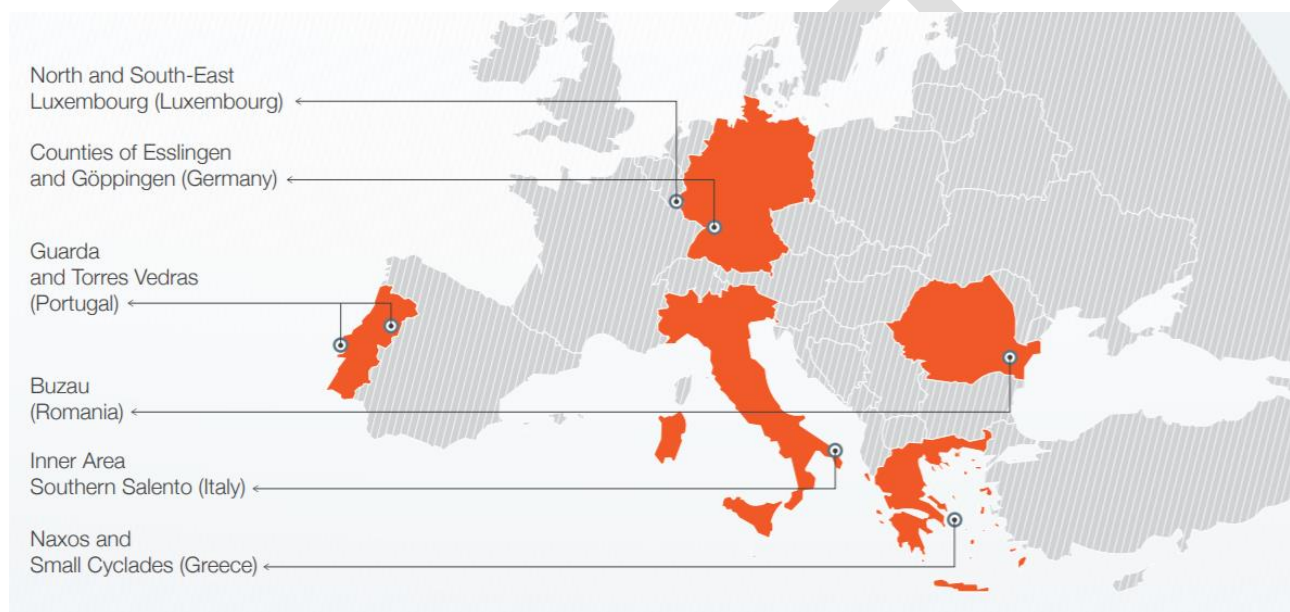 North and South-East
Luxembourg (Luxembourg)
Counties of Esslingen
and Göppingen (Germany)
Guarda
and Torres Vedras
(Portugal)
Buzau
(Romania)
Inner Area
Southern Salento (Italy)
Naxos and
Small Cyclades (Greece)